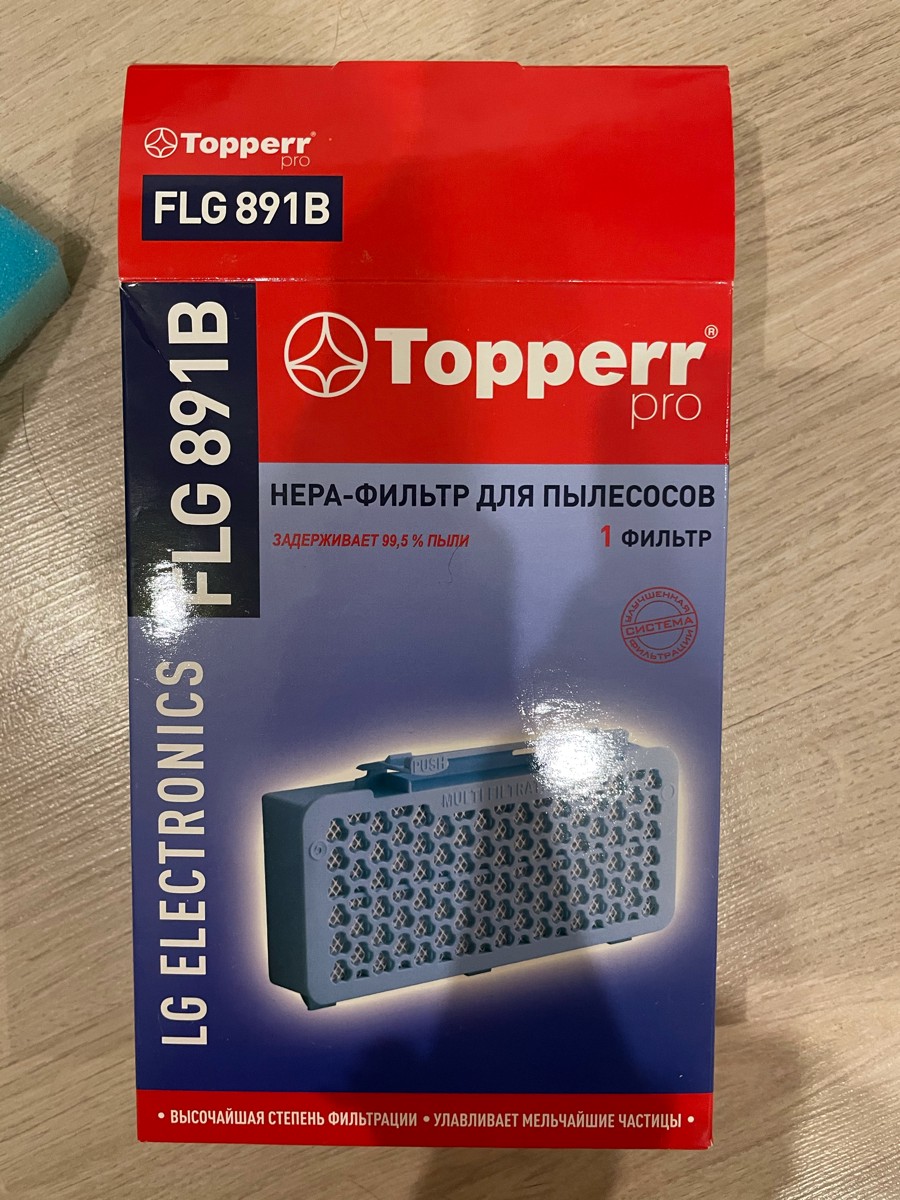 Topperr®
pro
FLG 891B
FLG 891B
LG ELECTRONICS
Topperr®
pro
HEPA-ФИЛЬТР ДЛЯ ПЫЛЕСОСОВ
ЗАДЕРЖИВАЕТ 99,5 % ПЫЛИ
1 ФИЛЬТР
УЛУЧШЕННАЯ
СИСТЕМА
ФИЛЬТРАЦИИ
PUSH
• ВЫСОЧАЙШАЯ СТЕПЕНЬ ФИЛЬТРАЦИИ • УЛАВЛИВАЕТ МЕЛЬЧАЙШИЕ ЧАСТИЦЫ •